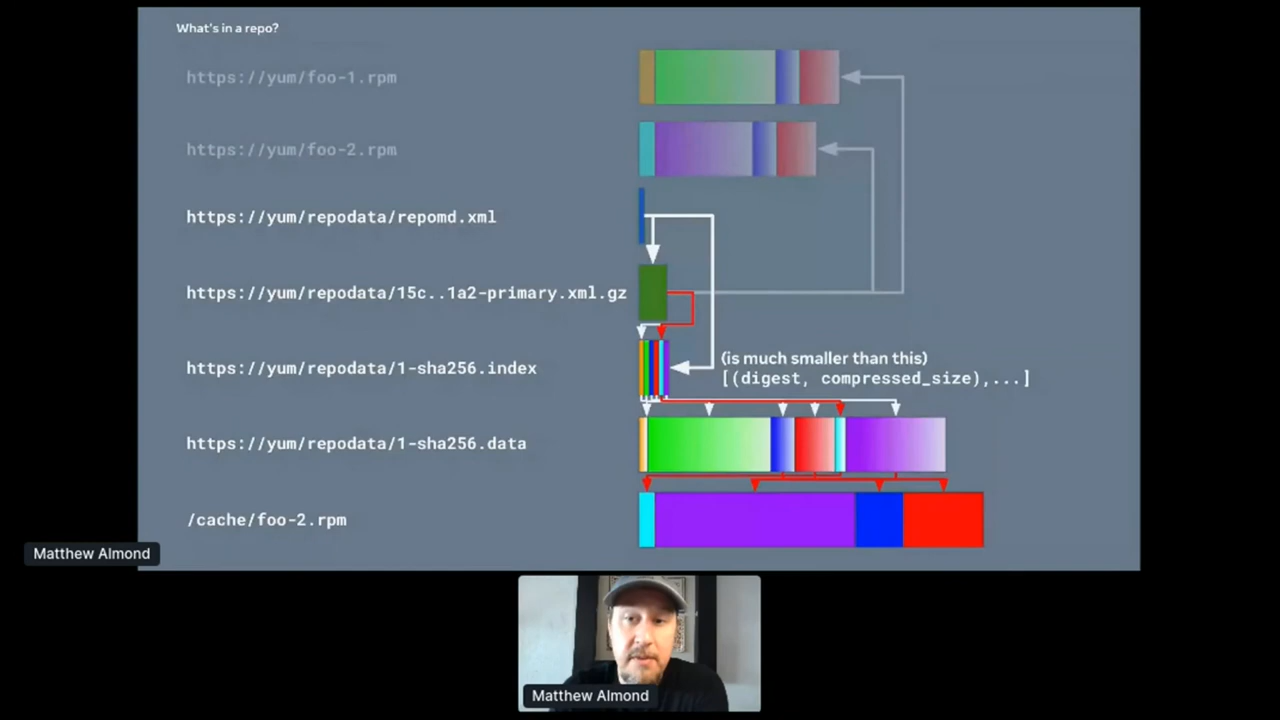 What's in a repo?
https://yum/foo-1.rpm
https://yum/foo-2.rpm
https://yum/repodata/repomd.xml
https://yum/repodata/15c..1a2-primary.xml.gz
https://yum/repodata/1-sha256.index
(is much smaller than this)
[(digest, compressed_size),...]
https://yum/repodata/1-sha256.data
/cache/foo-2.rpm
Matthew Almond
Matthew Almond